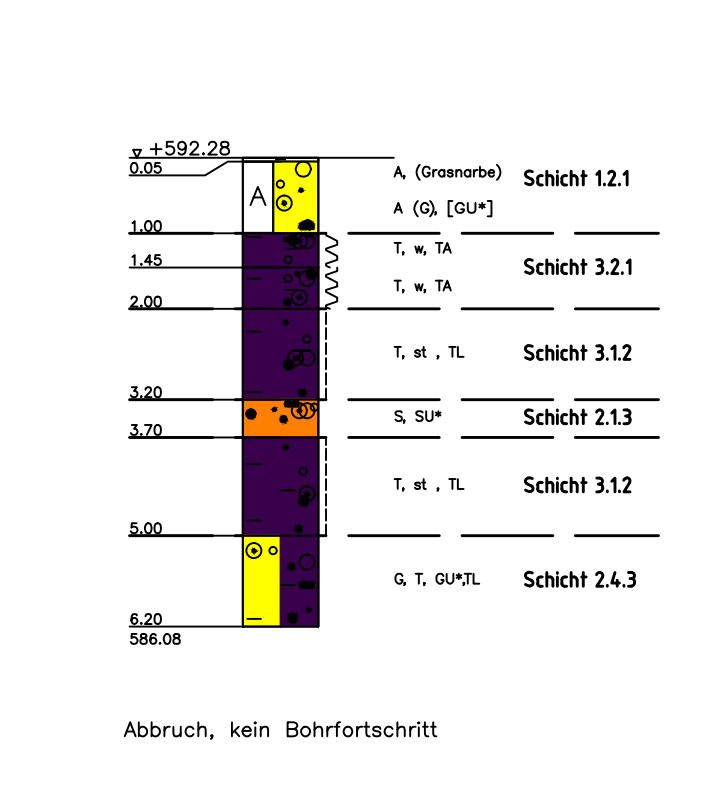 +592.28
0.05
A, (Grasnarbe)
Schicht 1.2.1
A
A (G), [GU*]
1.00
T, w, TA
Schicht 3.2.1
1.45
T, w, TA
2.00
T, st , TL
Schicht 3.1.2
3.20
S, SU*
Schicht 2.1.3
3.70
T, st , TL
Schicht 3.1.2
5.00
G, T, GU*,TL
Schicht 2.4.3
6.20
586.08
Abbruch, kein Bohrfortschritt